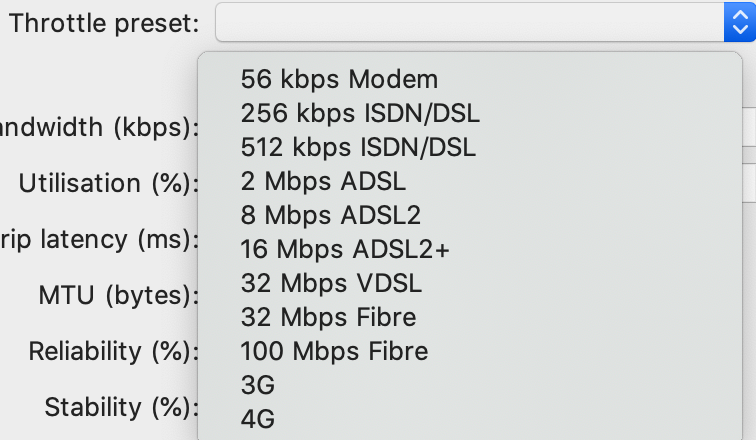 Throttle preset:
56 kbps Modem
256 kbps ISDN/DSL
andwidth (kbps):
512 kbps ISDN/DSL
2 Mbps ADSL
Utilisation (%):
8 Mbps ADSL2
rip latency (ms):
16 Mbps ADSL2+
32 Mbps VDSL
MTU (bytes):
32 Mbps Fibre
Reliability (%):
100 Mbps Fibre
3G
Stability (%):
4G